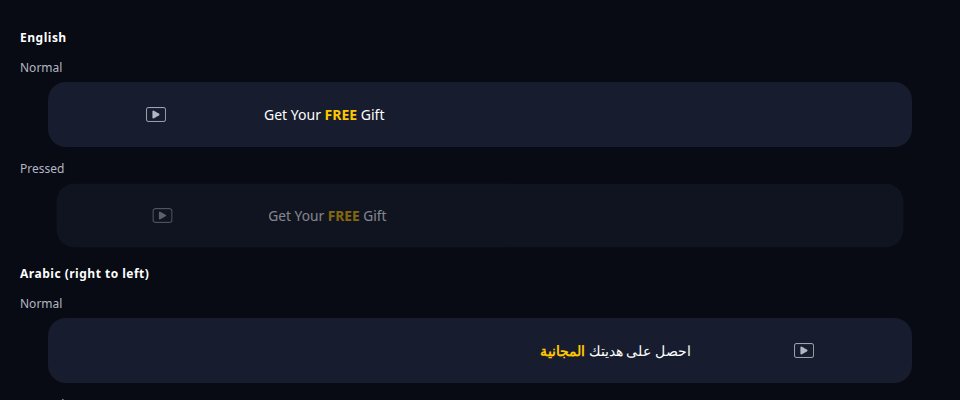 English
Normal
Get Your FREE Gift
Pressed
Get Your FREE Gift
Arabic (right to left)
Normal
احصل على هديتك المجانية